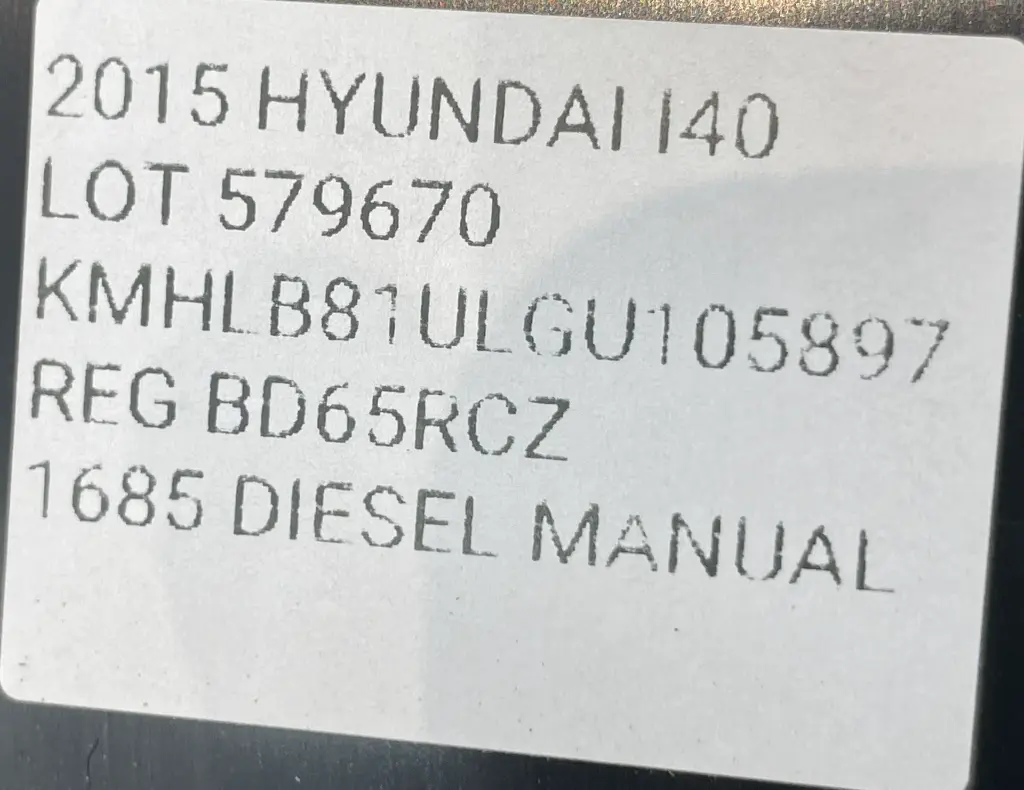 2015 HYUNDAI I40
LOT 579670
KMHLB81ULGU105897
REG BD65RCZ
1685 DIESEL MANUAL